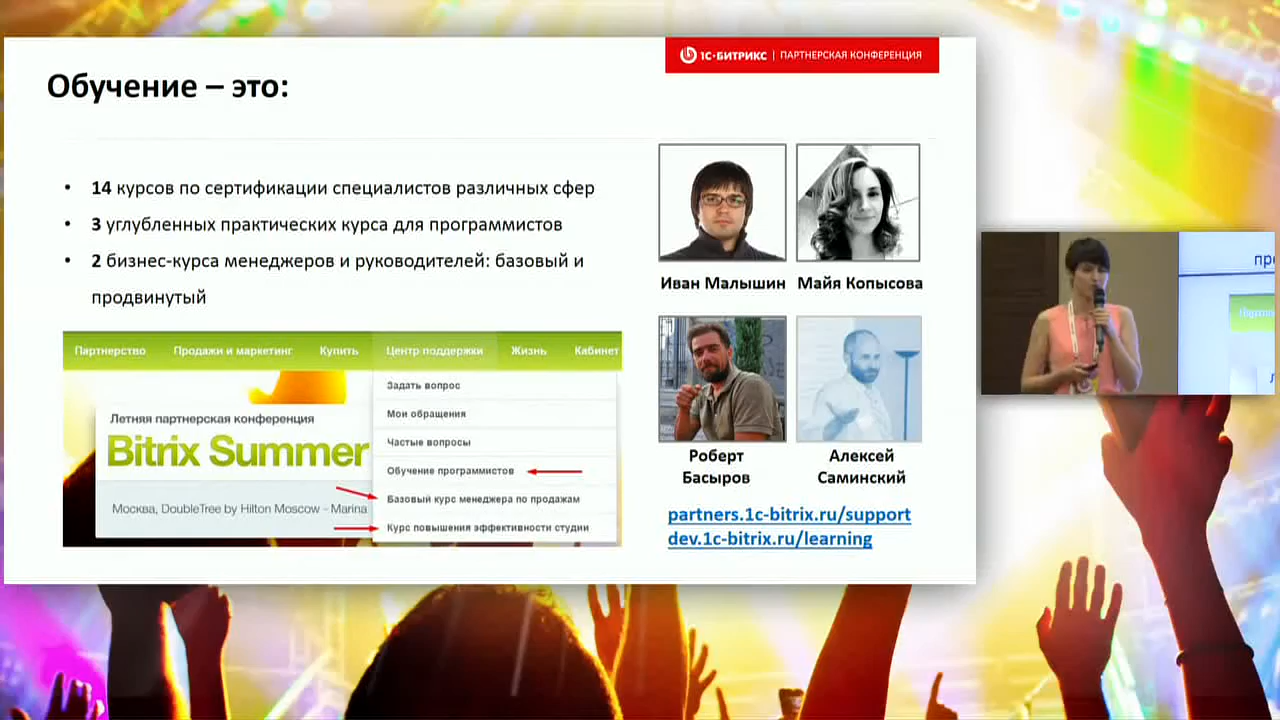 1С-БИТРИКС | ПАРТНЕРСКАЯ КОНФЕРЕНЦИЯ
Обучение – это:
• 14 курсов по сертификации специалистов различных сфер
• 3 углубленных практических курса для программистов
• 2 бизнес-курса менеджеров и руководителей: базовый и
продвинутый
Партнерство Продажи и маркетинг Купить Центр поддержки Жизнь Кабинет
Задать вопрос
Мои обращения
Частые вопросы
Обучение программистов
Базовый курс менеджера по продажам
Курс повышения эффективности студии
Летняя партнерская конференция
Bitrix Summer
Москва, DoubleTree by Hilton Moscow – Marina
Иван Малышин
Майя Копысова
Роберт
Басыров
Алексей
Саминский
partners.1c-bitrix.ru/support
dev.1c-bitrix.ru/learning
пр